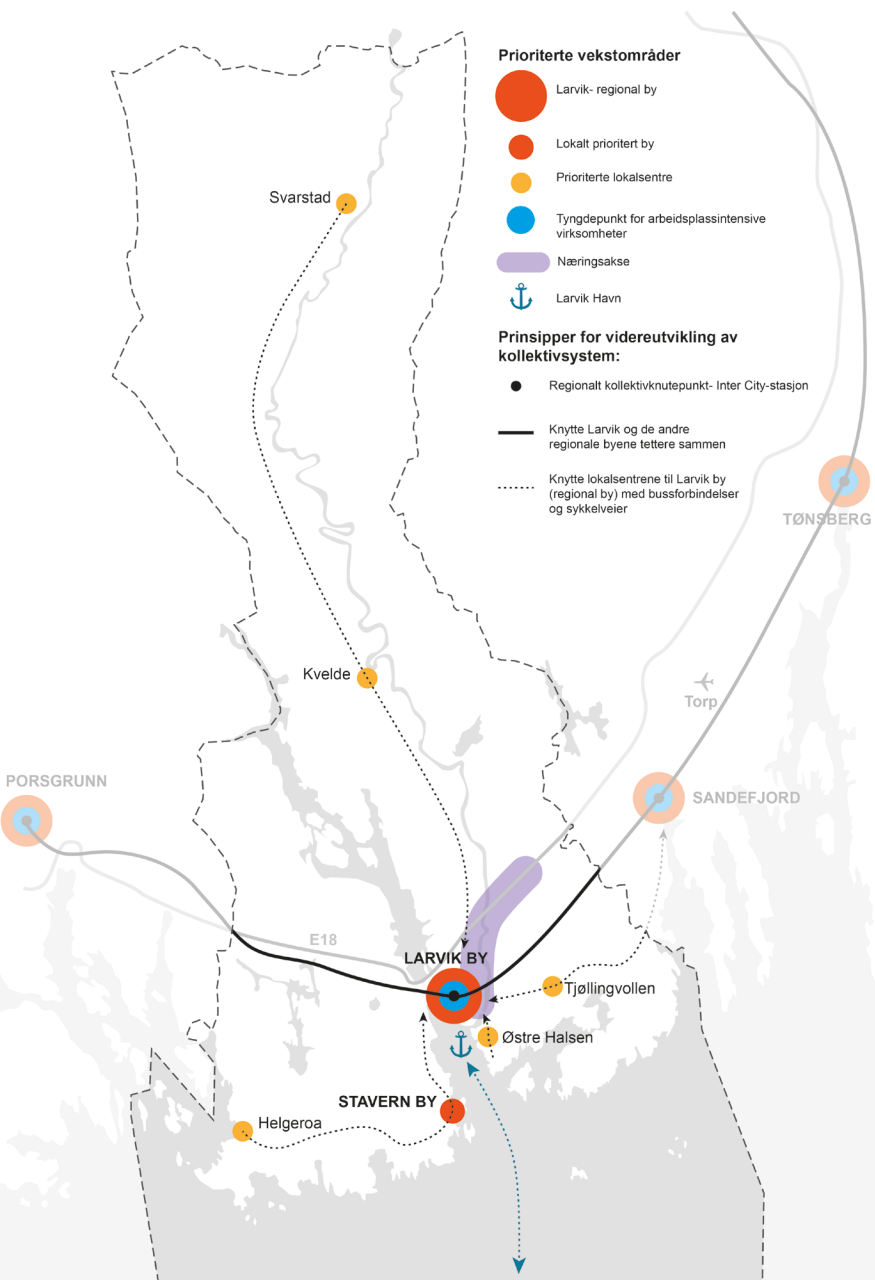 Prioriterte vekstområder
Larvik- regional by
Lokalt prioritert by
Prioriterte lokalsentre
Tyngdepunkt for arbeidsplassintensive
virksomheter
Næringsakse
Larvik Havn
Prinsipper for videreutvikling av
kollektivsystem:
Regionalt kollektivknutepunkt- Inter City-stasjon
Knytte Larvik og de andre
regionale byene tettere sammen
Knytte lokalsentrene til Larvik by
(regional by) med bussforbindelser
og sykkelveier
Svarstad
TØNSBERG
Kvelde
Torp
PORSGRUNN
SANDEFJORD
E18
LARVIK BY
Tjøllingvollen
Østre Halsen
STAVERN BY
Helgeroa